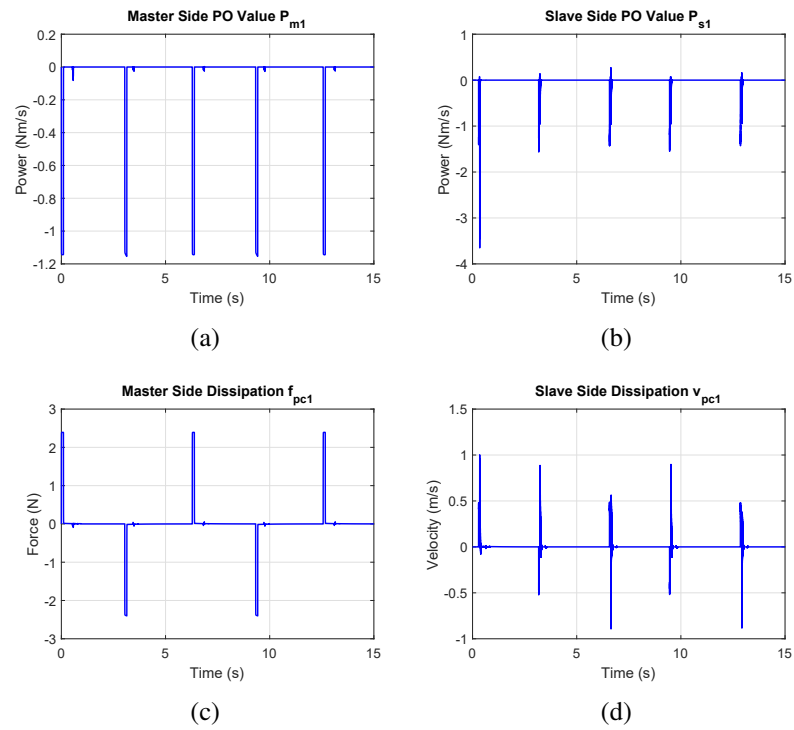 Master Side PO Value P_m1
0.2
0
-0.2
-0.4
-0.6
-0.8
-1
-1.2
Power (Nm/s)
0 5 10 15
Time (s)
(a)
Slave Side PO Value P_s1
1
0
-1
-2
-3
-4
Power (Nm/s)
0 5 10 15
Time (s)
(b)
Master Side Dissipation f_pc1
3
2
1
0
-1
-2
-3
Force (N)
0 5 10 15
Time (s)
(c)
Slave Side Dissipation v_pc1
1.5
1
0.5
0
-0.5
-1
Velocity (m/s)
0 5 10 15
Time (s)
(d)